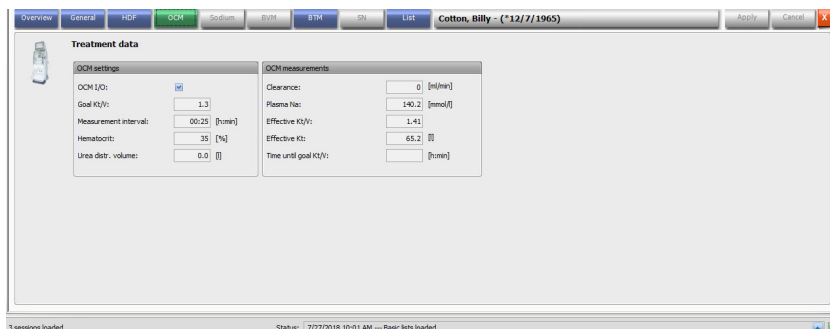 Overview General HDF OCM Sodium BVM BTM SN List Cotton, Billy - (*12/7/1965) Apply Cancel X
Treatment data
OCM settings
OCM I/O:
Goal Kt/V: 1.3
Measurement interval: 00:25 [h:min]
Hematocrit: 35 [%]
Urea distr. volume: 0.0 [l]
OCM measurements
Clearance: 0 [ml/min]
Plasma Na: 140.2 [mmol/l]
Effective Kt/V: 1.41
Effective Kt: 65.2 [l]
Time until goal Kt/V: [h:min]
3 sessions loaded Status: 7/27/2018 10:01 AM --- Basic lists loaded